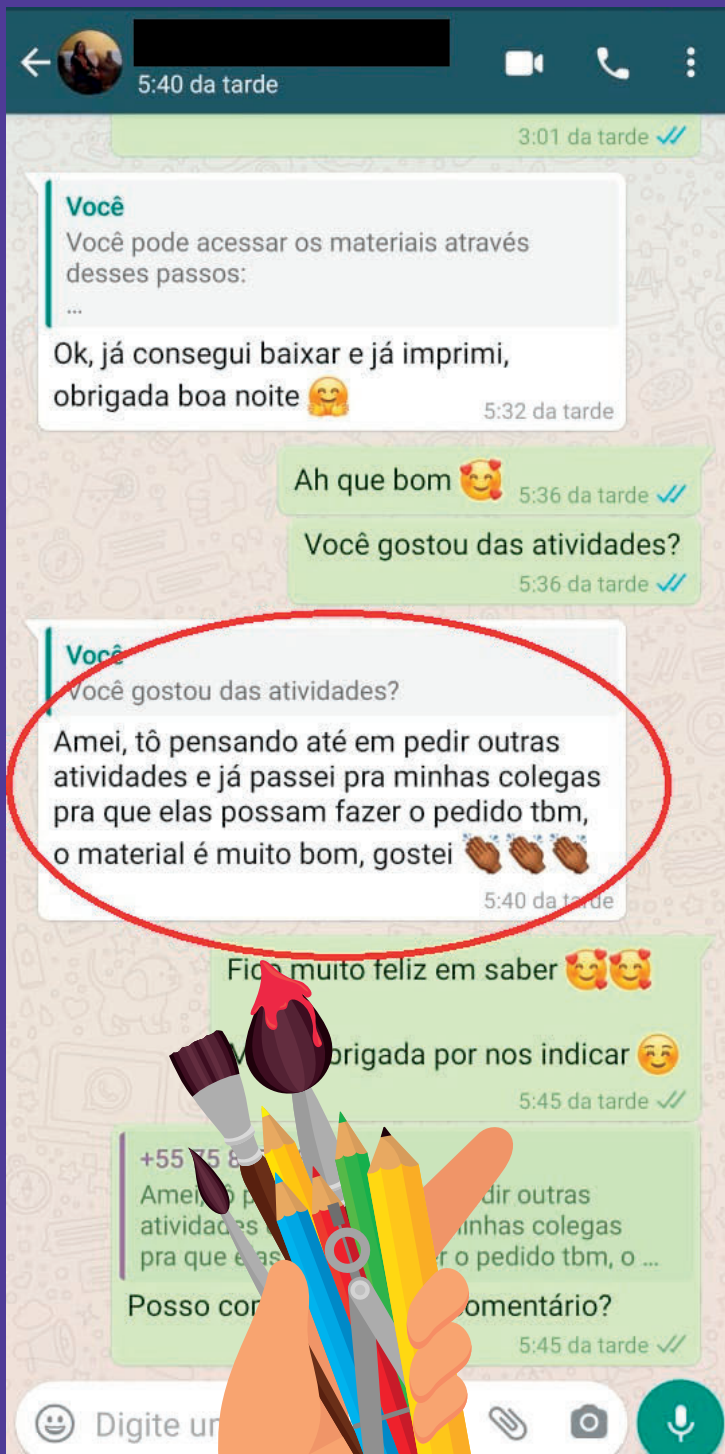 5:40 da tarde
3:01 da tarde
Você
Você pode acessar os materiais através
desses passos:
...
Ok, já consegui baixar e já imprimi,
obrigada boa noite 🤗
5:32 da tarde
Ah que bom 🥰
5:36 da tarde
Você gostou das atividades?
5:36 da tarde
Você
Você gostou das atividades?
Amei, tô pensando até em pedir outras
atividades e já passei pra minhas colegas
pra que elas possam fazer o pedido tbm,
o material é muito bom, gostei 👏🏾👏🏾👏🏾
5:40 da tarde
Fico muito feliz em saber 🥰🥰
por nos indicar ☺️
5:45 da tarde
+55 75 8
Amei, outras
atividades minhas colegas
pra que o pedido tbm, o ...
Posso
5:45 da tarde
Digite